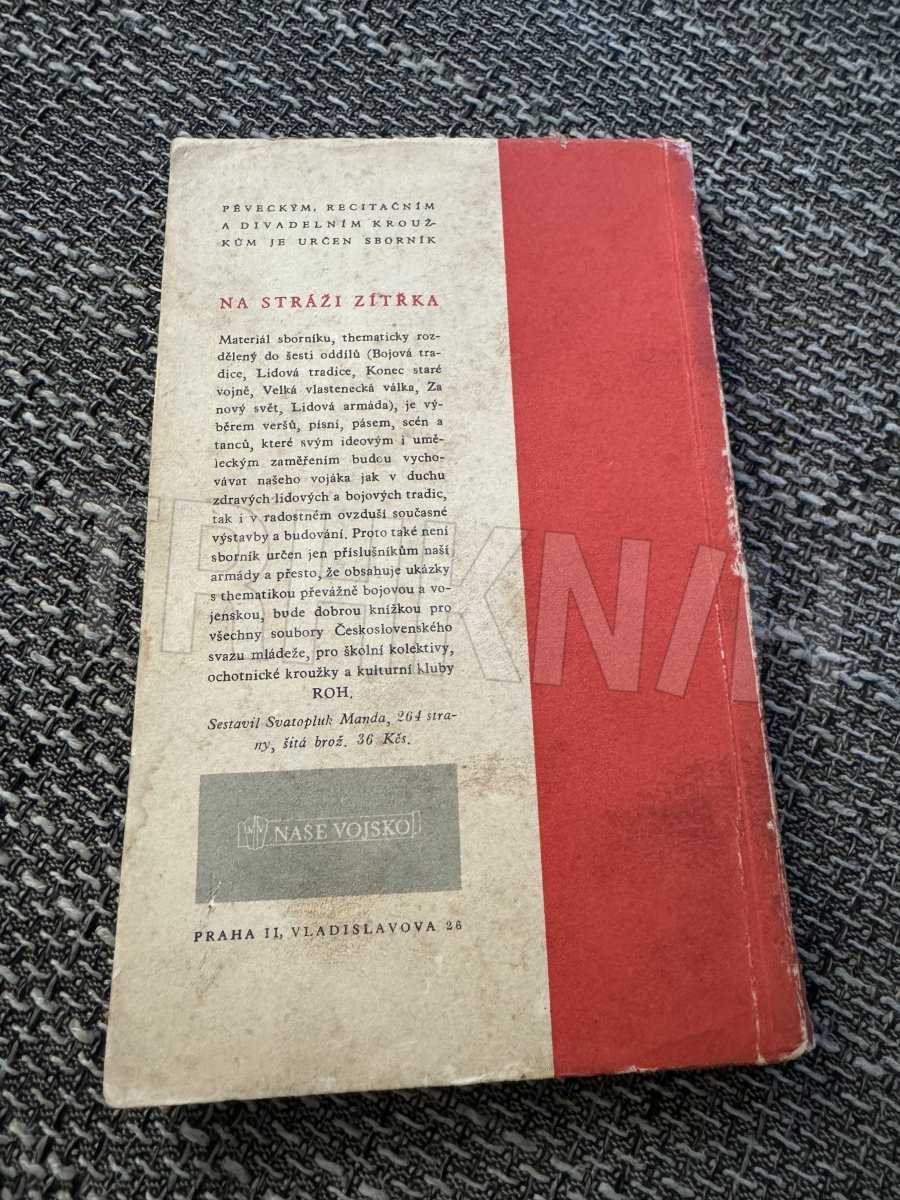 PĚVECKÝM, RECITAČNÍM
A DIVADELNÍM KROUŽ-
KŮM JE URČEN SBORNÍK
NA STRÁŽI ZÍTŘKA
Materiál sborníku, thematicky roz-
dělený do šesti oddílů (Bojová tra-
dice, Lidová tradice, Konec staré
vojně, Velká vlastenecká válka, Za
nový svět, Lidová armáda), je vý-
běrem veršů, písní, pásem, scén a
tanců, které svým ideovým i umě-
leckým zaměřením budou vycho-
vávat našeho vojáka jak v duchu
zdravých lidových a bojových tradic,
tak i v radostném ovzduší současné
výstavby a budování. Proto také není
sborník určen jen příslušníkům naší
armády a přesto, že obsahuje ukázky
s thematikou převážně bojovou a vo-
jenskou, bude dobrou knížkou pro
všechny soubory Československého
svazu mládeže, pro školní kolektivy,
ochotnické kroužky a kulturní kluby
ROH.
Sestavil Svatopluk Manda, 264 stra-
ny, šitá brož. 36 Kčs.
NAŠE VOJSKO
PRAHA II, VLADISLAVOVA 26